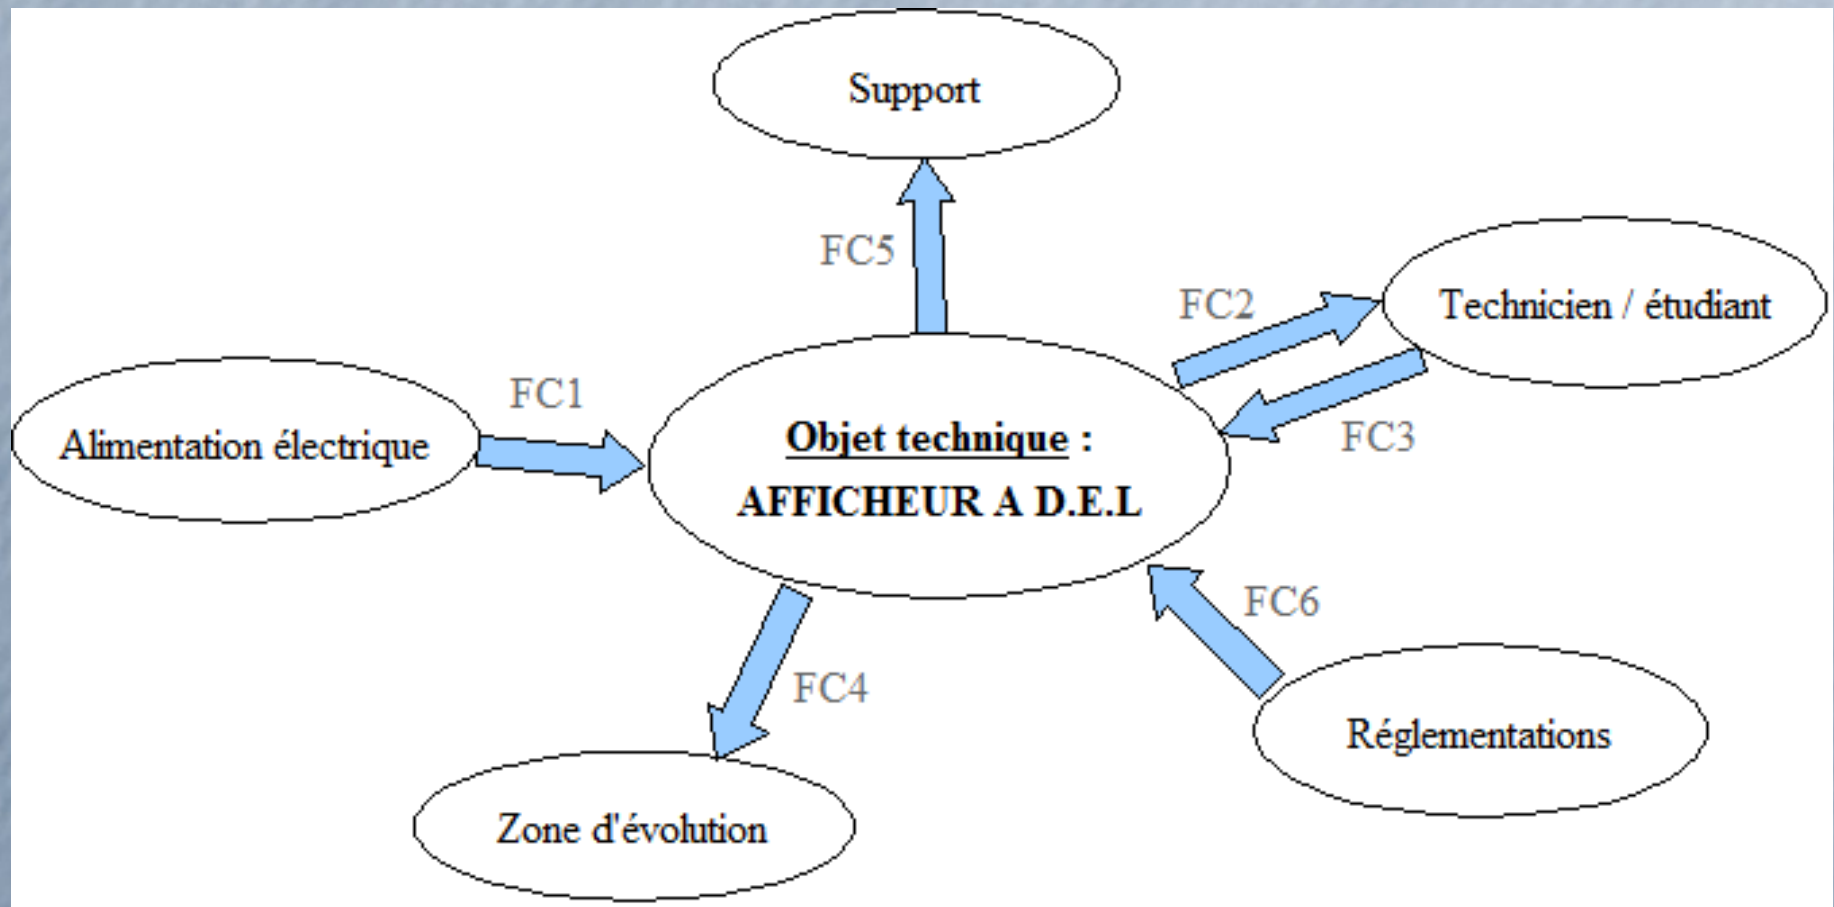 Support
FC5
FC2
Technicien / étudiant
FC1
Alimentation électrique
Objet technique :
AFFICHEUR A D.E.L
FC3
FC6
FC4
Réglementations
Zone d'évolution